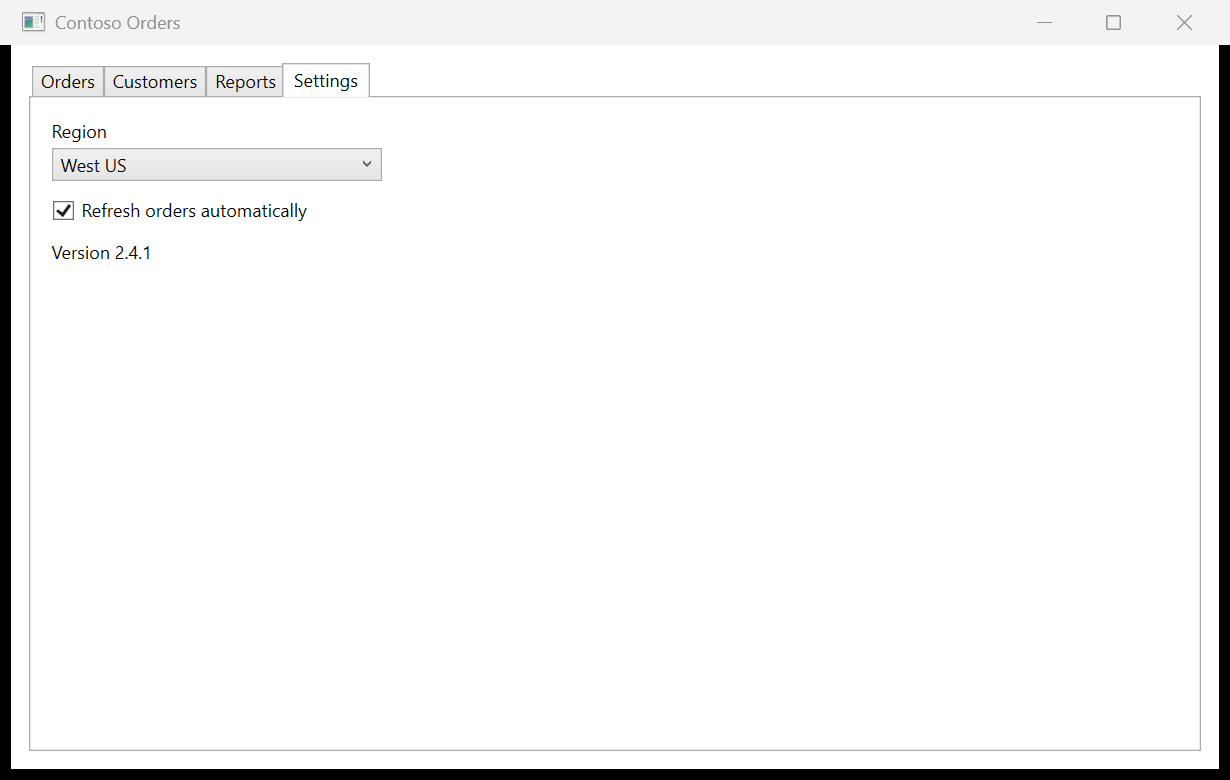 Contoso Orders
Orders Customers Reports Settings
Region
West US
Refresh orders automatically
Version 2.4.1